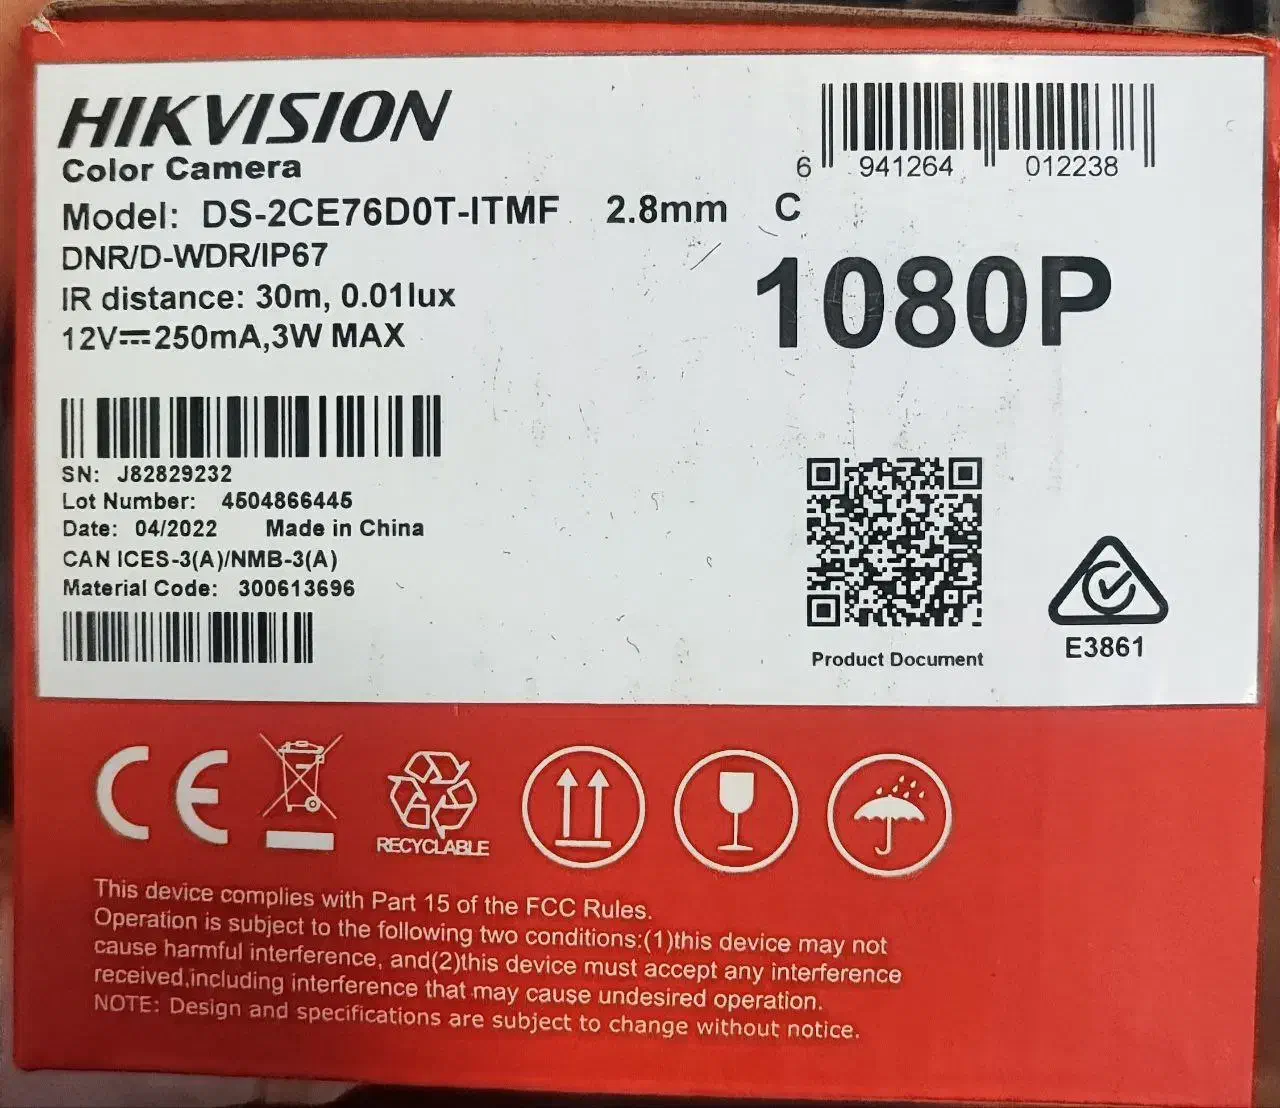 HIKVISION
Color Camera
Model: DS-2CE76D0T-ITMF 2.8mm C
DNR/D-WDR/IP67
IR distance: 30m, 0.01lux
12V⎓250mA,3W MAX
6 941264 012238
1080P
SN: J82829232
Lot Number: 4504866445
Date: 04/2022 Made in China
CAN ICES-3(A)/NMB-3(A)
Material Code: 300613696
Product Document
E3861
CE
RECYCLABLE
This device complies with Part 15 of the FCC Rules.
Operation is subject to the following two conditions:(1)this device may not
cause harmful interference, and(2)this device must accept any interference
received,including interference that may cause undesired operation.
NOTE: Design and specifications are subject to change without notice.